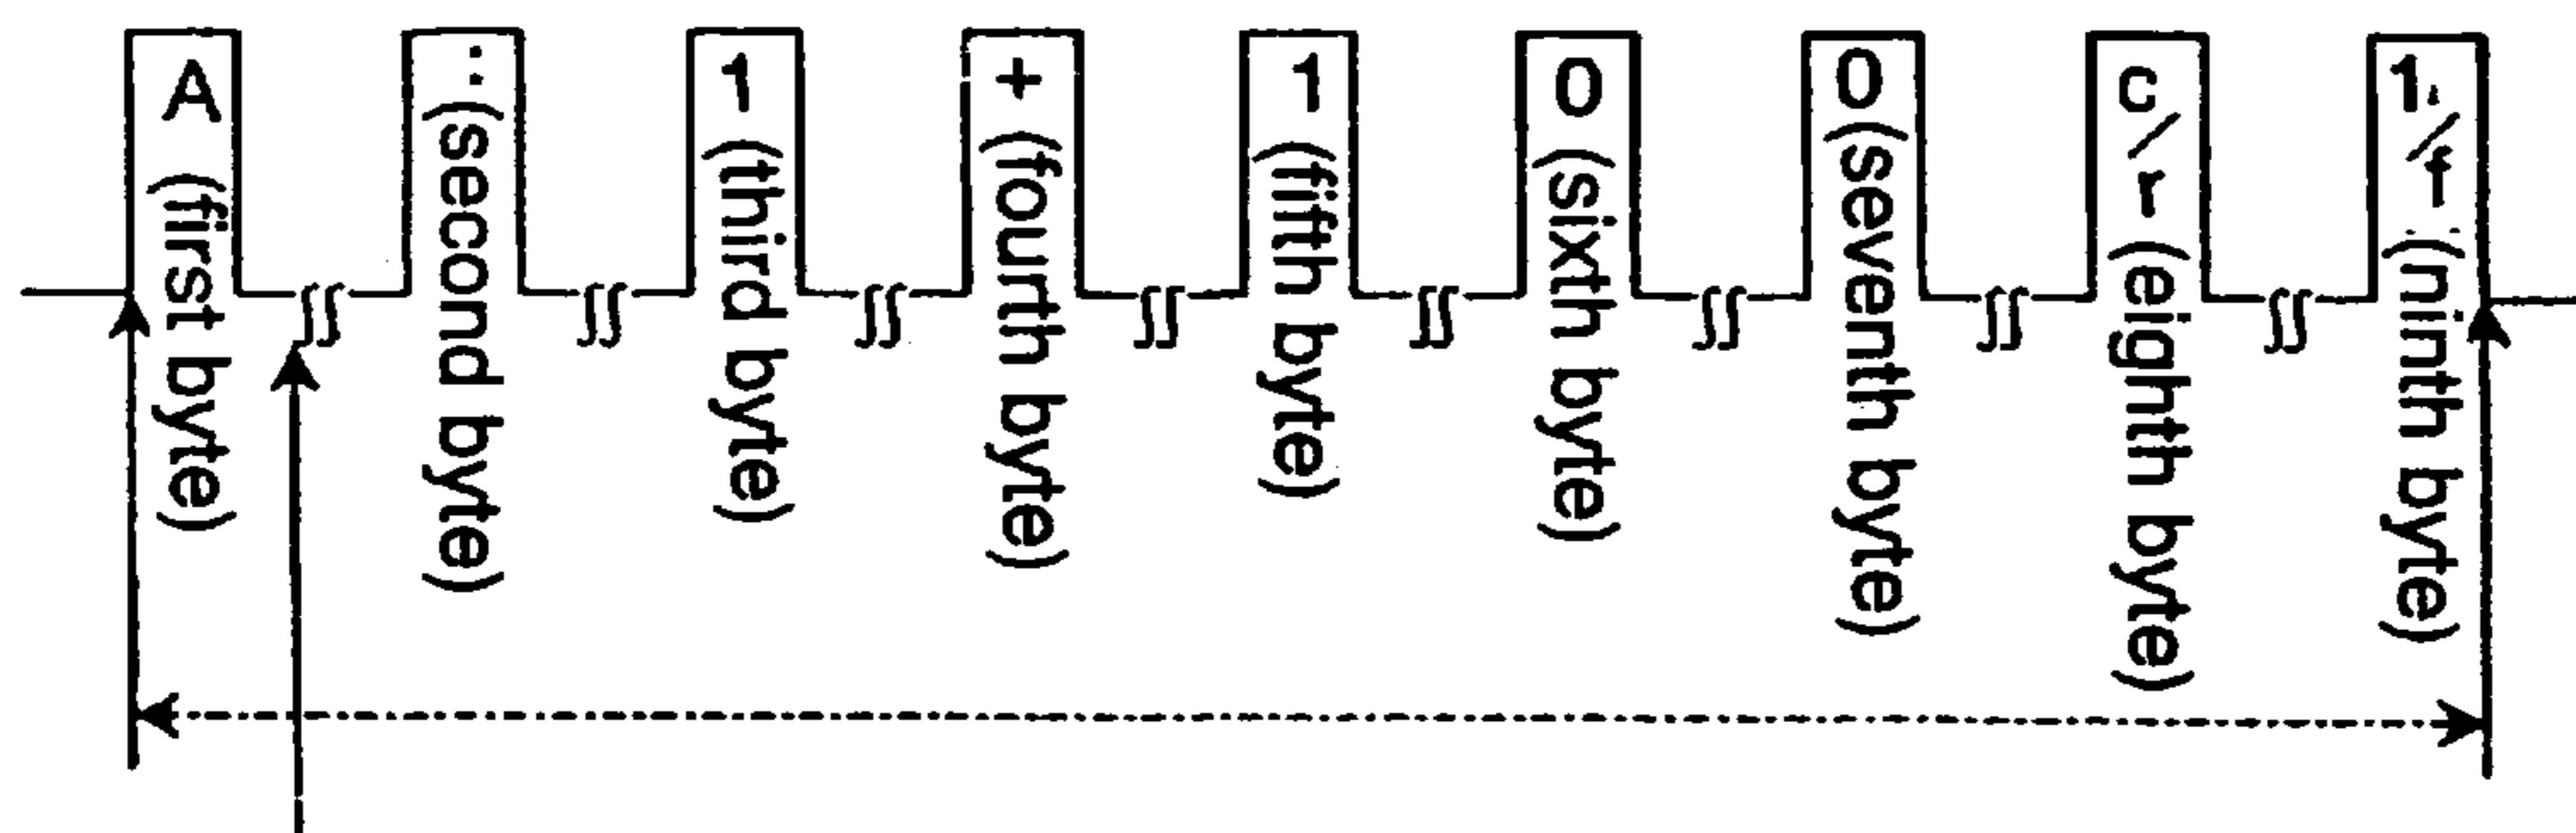 A (first byte)
: (second byte)
1 (third byte)
+ (fourth byte)
1 (fifth byte)
0 (sixth byte)
0 (seventh byte)
c/r (eighth byte)
1/f (ninth byte)